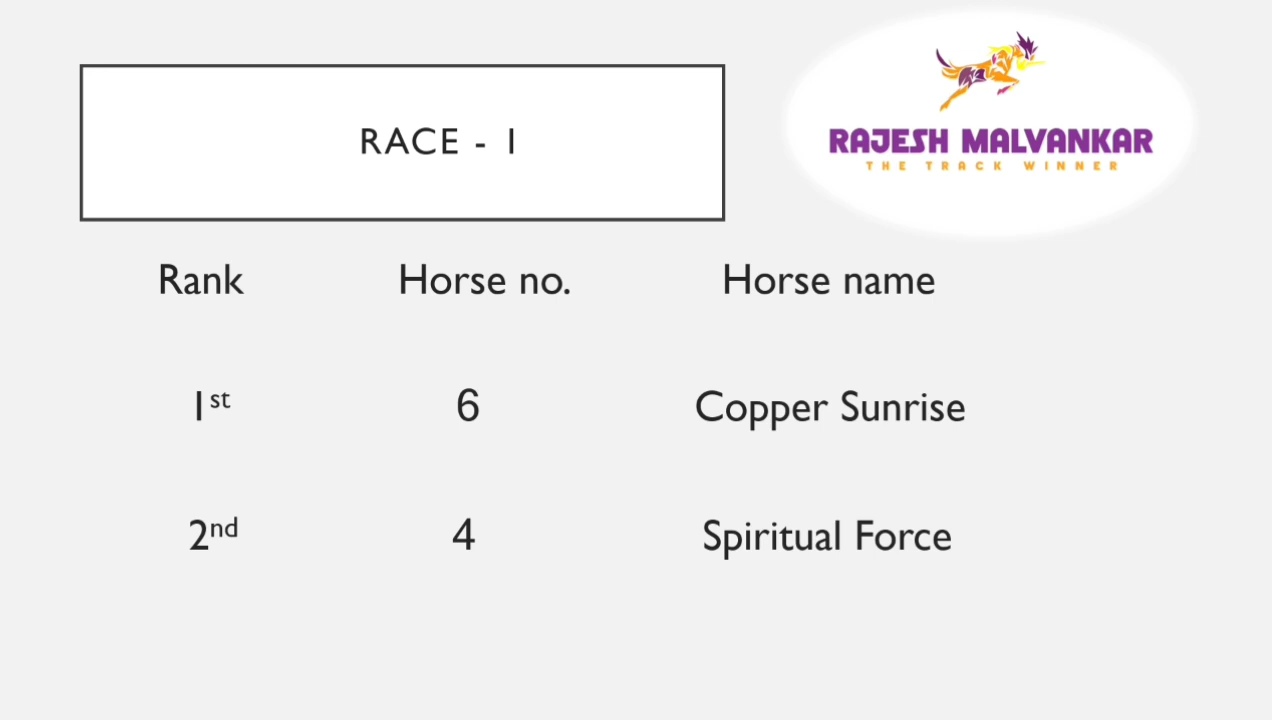 RACE - 1
RAJESH MALVANKAR
THE TRACK WINNER
Rank Horse no. Horse name
1st 6 Copper Sunrise
2nd 4 Spiritual Force